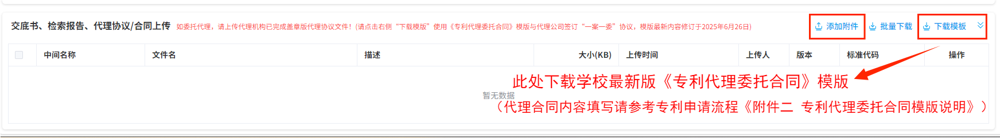 交底书、检索报告、代理协议/合同上传 如委托代理，请上传代理机构已完成盖章版代理协议文件！(请点击右侧“下载模版”使用《专利代理委托合同》模版与代理公司签订“一案一委”协议，模版最新内容修订于2025年6月26日) 添加附件 批量下载 下载模板
中间名称 文件名 描述 大小(KB) 上传时间 上传人 版本 标准代码 操作
此处下载学校最新版《专利代理委托合同》模版
暂无数据
（代理合同内容填写请参考专利申请流程《附件二 专利代理委托合同模版说明》）